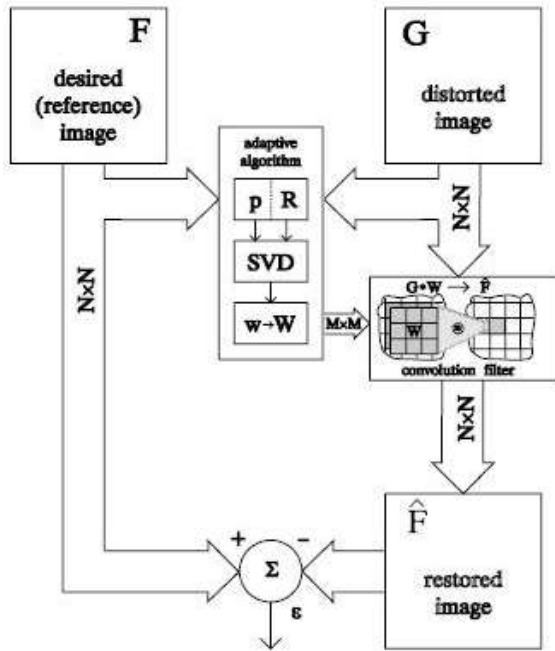 F
desired
(reference)
image
G
distorted
image
adaptive
algorithm
p R
SVD
w→W
N×N
N×N
M×M
G*W → F̂
W
⊛
convolution filter
N×N
F̂
restored
image
+ −
Σ
ε